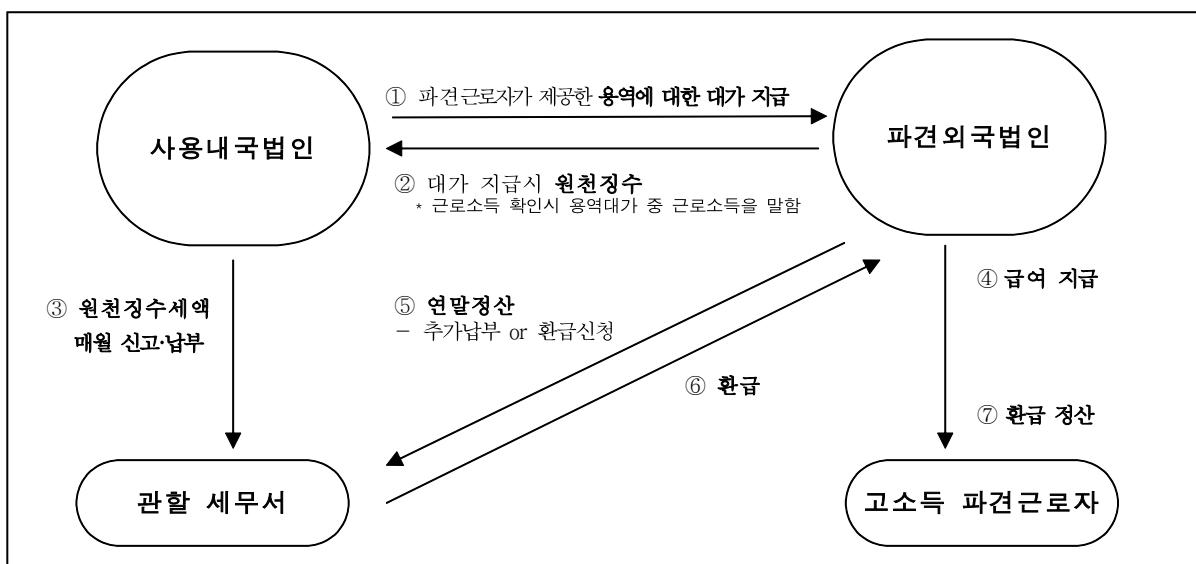 ① 파견근로자가 제공한 용역에 대한 대가 지급
사용내국법인
파견외국법인
② 대가 지급시 원천징수
* 근로소득 확인시 용역대가 중 근로소득을 말함
③ 원천징수세액
매월 신고·납부
④ 급여 지급
⑤ 연말정산
- 추가납부 or 환급신청
⑥ 환급
⑦ 환급 정산
관할 세무서
고소득 파견근로자